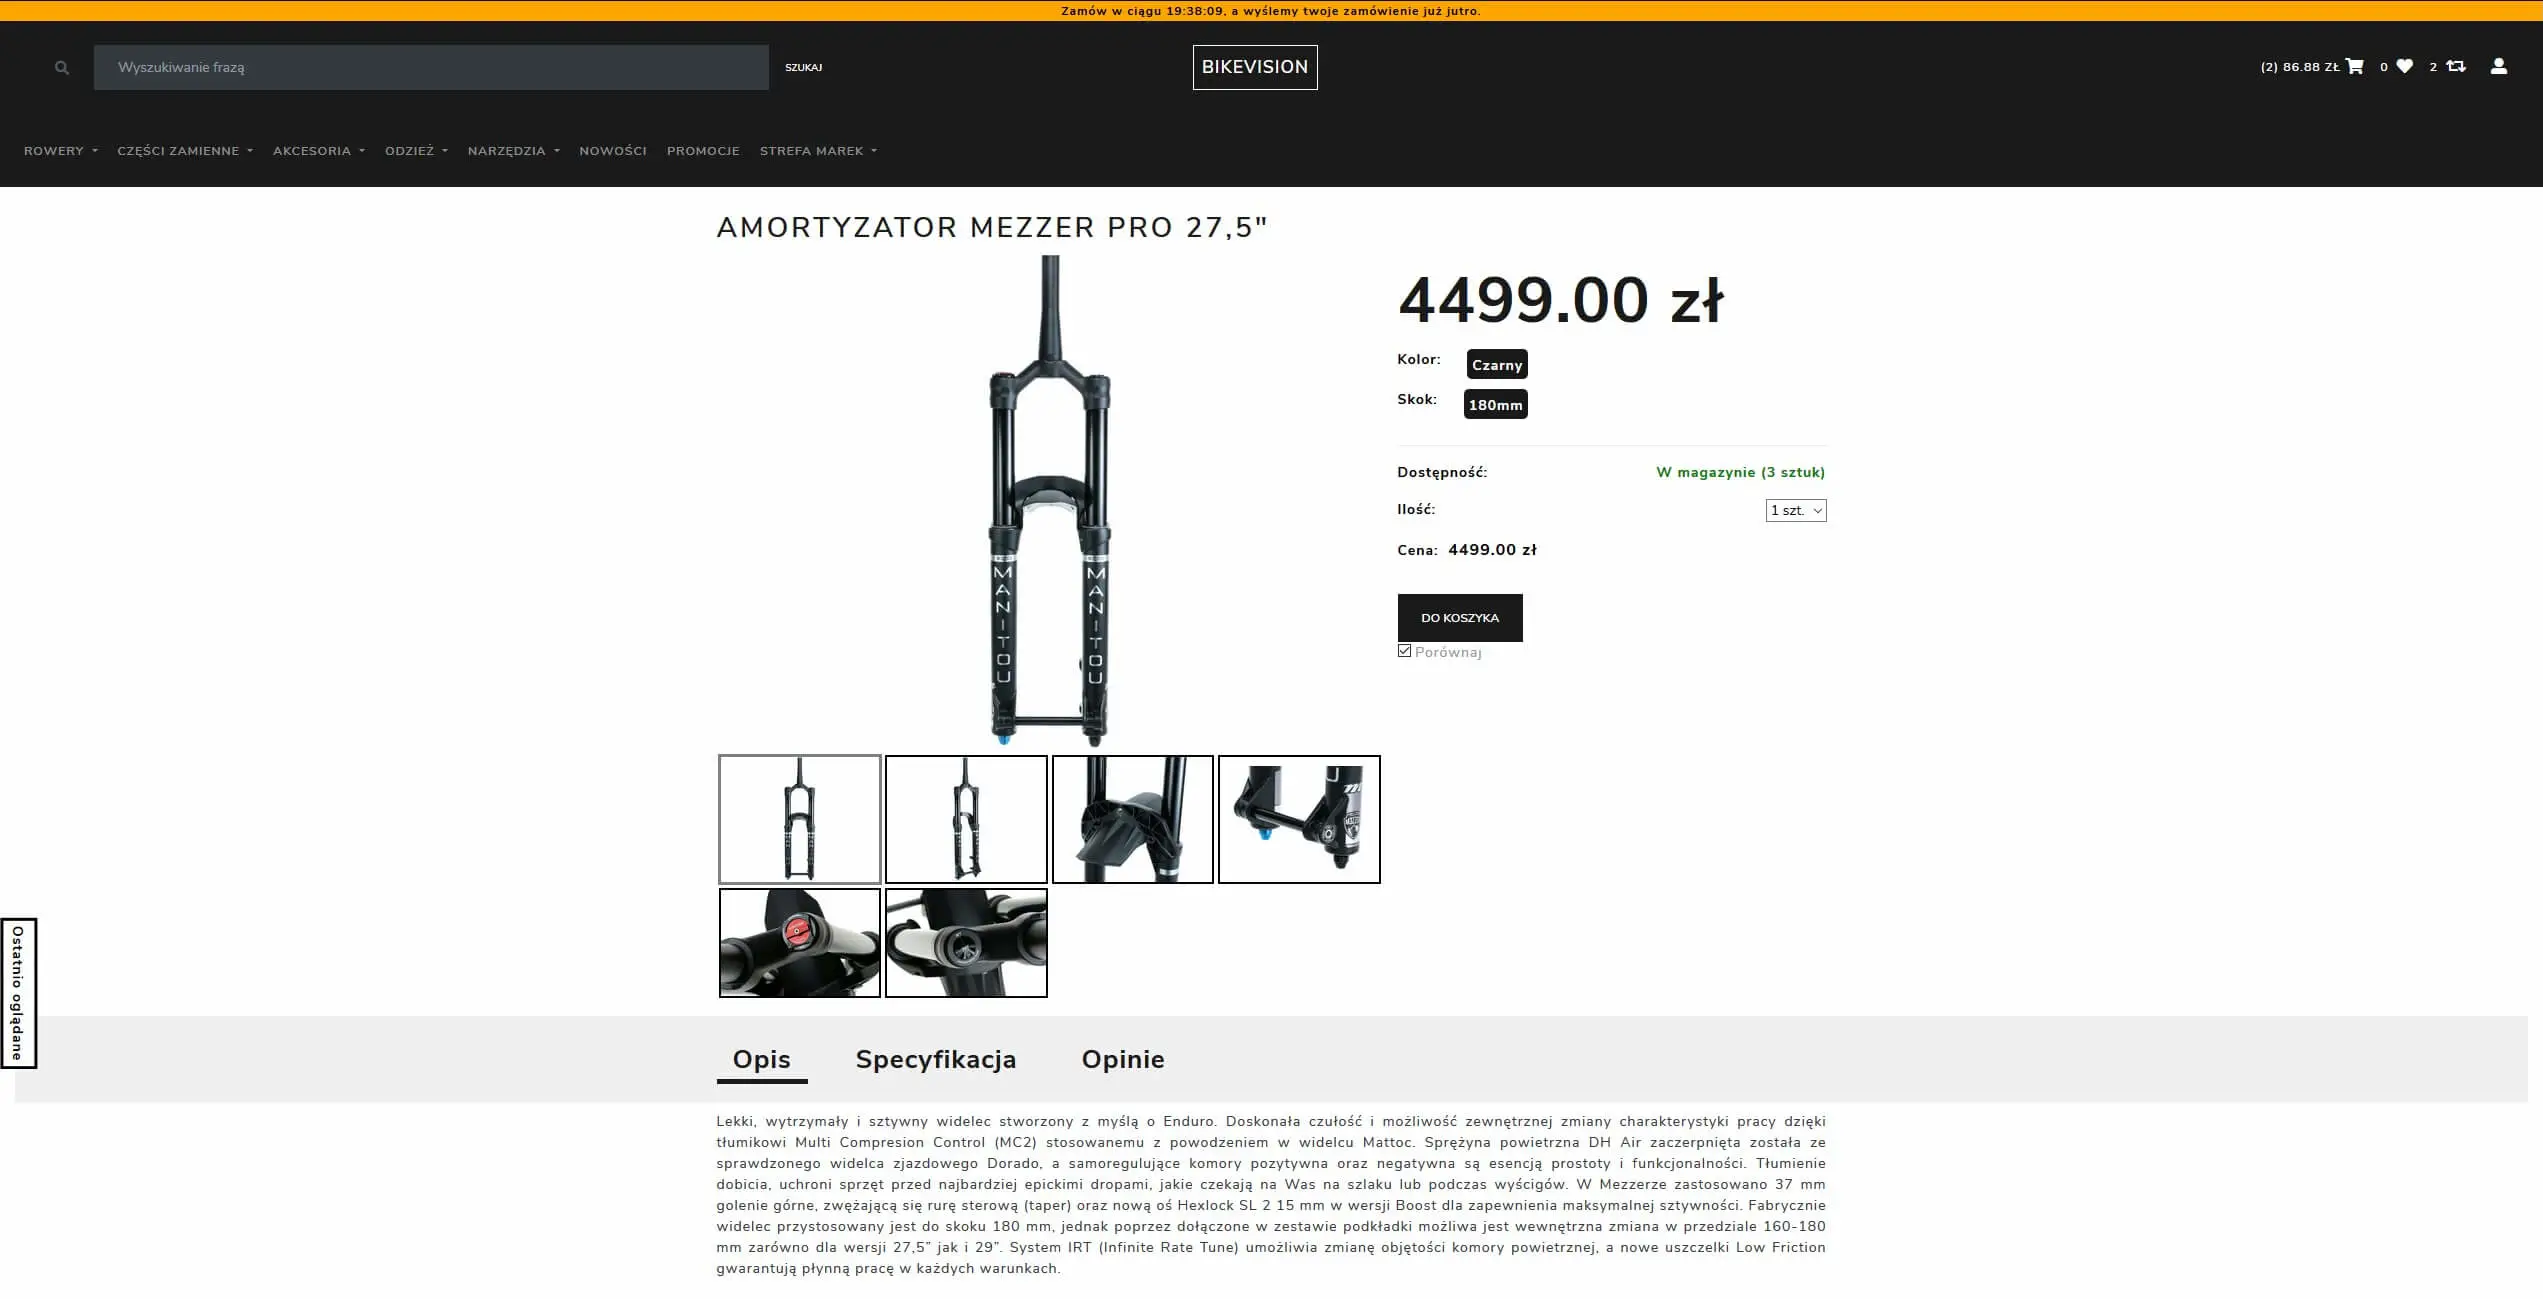 Zamów w ciągu 19:38:09, a wyślemy twoje zamówienie już jutro.
Wyszukiwanie frazą
SZUKAJ
BIKEVISION
(2) 86.88 ZŁ
0
2
ROWERY
CZĘŚCI ZAMIENNE
AKCESORIA
ODZIEŻ
NARZĘDZIA
NOWOŚCI
PROMOCJE
STREFA MAREK
AMORTYZATOR MEZZER PRO 27,5"
MANITOU
MANITOU
4499.00 zł
Kolor:
Czarny
Skok:
180mm
Dostępność:
W magazynie (3 sztuk)
Ilość:
1 szt.
Cena: 4499.00 zł
DO KOSZYKA
Porównaj
Ostatnio oglądane
Opis
Specyfikacja
Opinie
Lekki, wytrzymały i sztywny widelec stworzony z myślą o Enduro. Doskonała czułość i możliwość zewnętrznej zmiany charakterystyki pracy dzięki
tłumikowi Multi Compresion Control (MC2) stosowanemu z powodzeniem w widelcu Mattoc. Sprężyna powietrzna DH Air zaczerpnięta została ze
sprawdzonego widelca zjazdowego Dorado, a samoregulujące komory pozytywna oraz negatywna są esencją prostoty i funkcjonalności. Tłumienie
dobicia, uchroni sprzęt przed najbardziej epickimi dropami, jakie czekają na Was na szlaku lub podczas wyścigów. W Mezzerze zastosowano 37 mm
golenie górne, zwężającą się rurę sterową (taper) oraz nową oś Hexlock SL 2 15 mm w wersji Boost dla zapewnienia maksymalnej sztywności. Fabrycznie
widelec przystosowany jest do skoku 180 mm, jednak poprzez dołączone w zestawie podkładki możliwa jest wewnętrzna zmiana w przedziale 160-180
mm zarówno dla wersji 27,5” jak i 29”. System IRT (Infinite Rate Tune) umożliwia zmianę objętości komory powietrznej, a nowe uszczelki Low Friction
gwarantują płynną pracę w każdych warunkach.